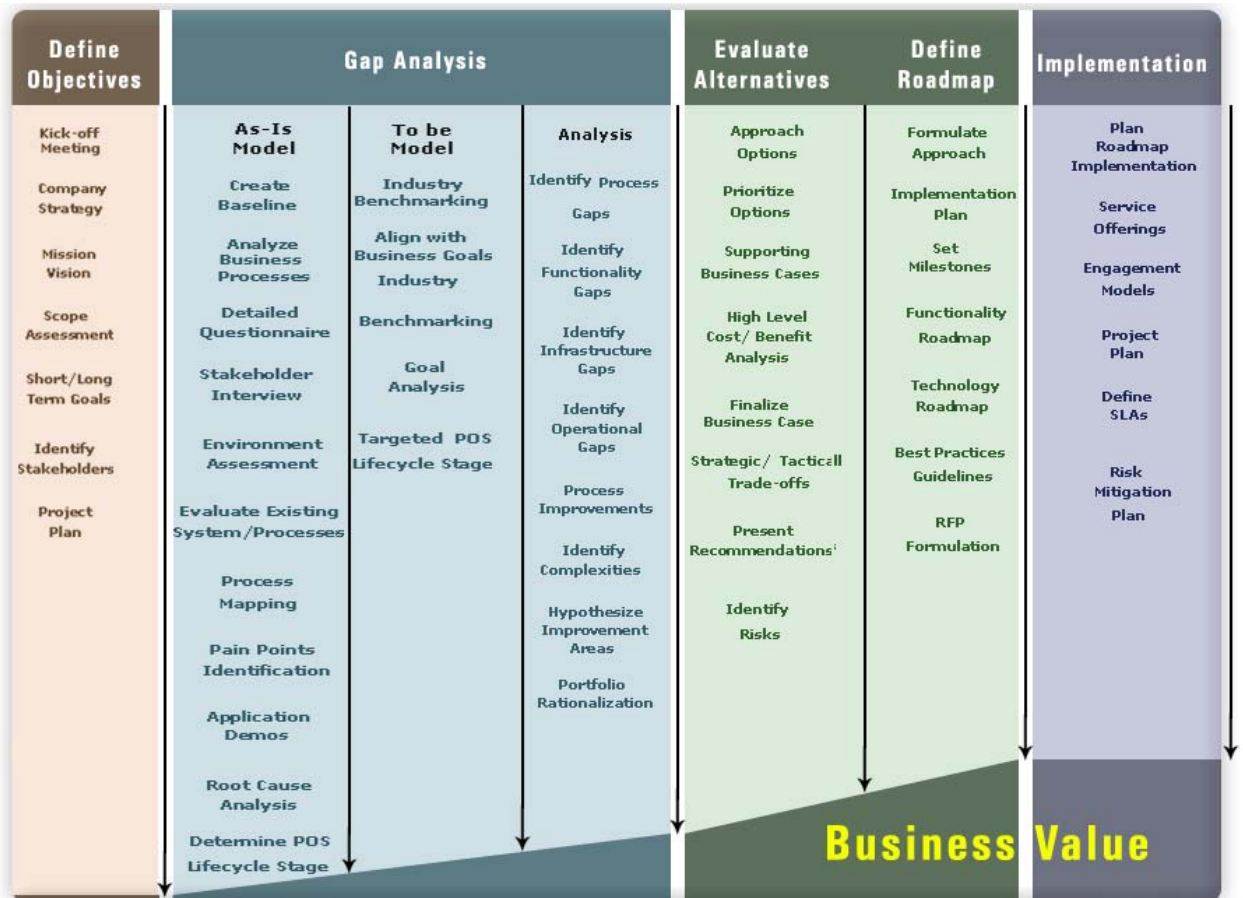 Define
Objectives
Kick-off
Meeting
Company
Strategy
Mission
Vision
Scope
Assessment
Short/Long
Term Goals
Identify
Stakeholders
Project
Plan
Gap Analysis
As-Is
Model
Create
Baseline
Analyze
Business
Processes
Detailed
Questionnaire
Stakeholder
Interview
Environment
Assessment
Evaluate Existing
System/Processes
Process
Mapping
Pain Points
Identification
Application
Demos
Root Cause
Analysis
Determine POS
Lifecycle Stage
To be
Model
Industry
Benchmarking
Align with
Business Goals
Industry
Benchmarking
Goal
Analysis
Targeted POS
Lifecycle Stage
Analysis
Identify Process
Gaps
Identify
Functionality
Gaps
Identify
Infrastructure
Gaps
Identify
Operational
Gaps
Process
Improvements
Identify
Complexities
Hypothesize
Improvement
Areas
Portfolio
Rationalization
Evaluate
Alternatives
Approach
Options
Prioritize
Options
Supporting
Business Cases
High Level
Cost/ Benefit
Analysis
Finalize
Business Case
Strategic/ Tacticall
Trade-offs
Present
Recommendations
Identify
Risks
Define
Roadmap
Formulate
Approach
Implementation
Plan
Set
Milestones
Functionality
Roadmap
Technology
Roadmap
Best Practices
Guidelines
RFP
Formulation
Implementation
Plan
Roadmap
Implementation
Service
Offerings
Engagement
Models
Project
Plan
Define
SLAs
Risk
Mitigation
Plan
Business Value